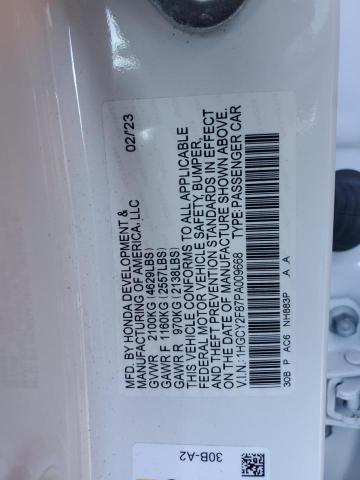 MFD. BY HONDA DEVELOPMENT & 02/23
MANUFACTURING OF AMERICA, LLC
GVWR 2100KG (4629LBS)
GAWR F 1160KG (2557LBS)
GAWR R 970KG (2138LBS)
THIS VEHICLE CONFORMS TO ALL APPLICABLE
FEDERAL MOTOR VEHICLE SAFETY, BUMPER,
AND THEFT PREVENTION STANDARDS IN EFFECT
ON THE DATE OF MANUFACTURE SHOWN ABOVE.
V.I.N.: 1HGCY2F87PA009668 TYPE:PASSENGER CAR
30B P AC6 NH883P A A
30B-A2